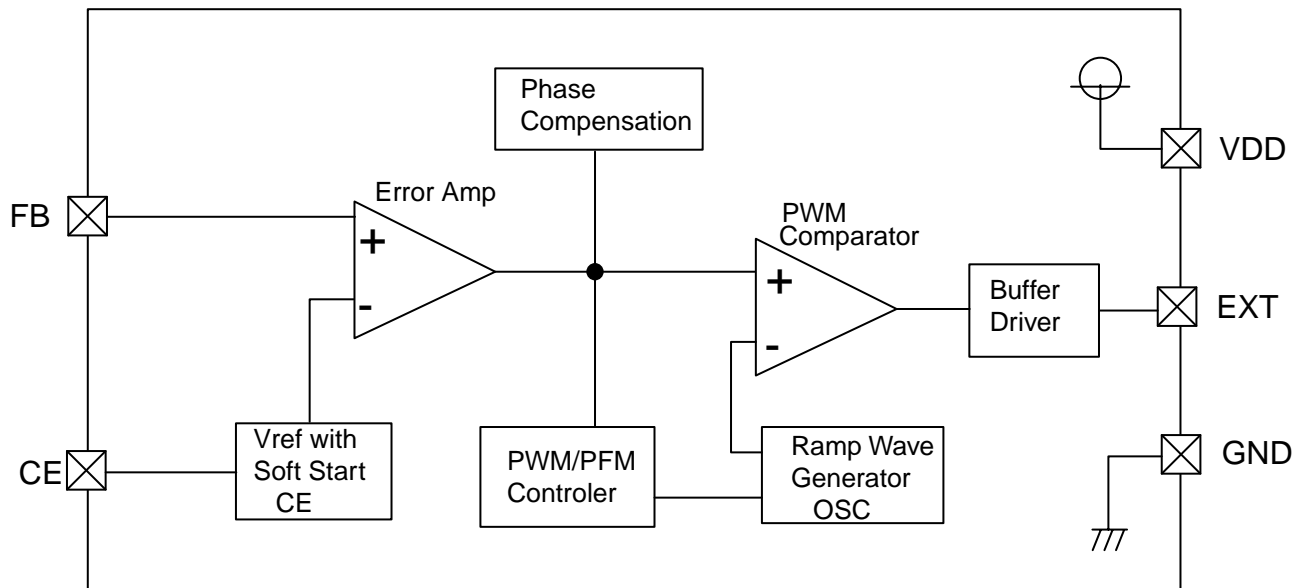 Phase
Compensation
VDD
Error Amp
FB
+
-
PWM
Comparator
+
-
Buffer
Driver
EXT
Vref with
Soft Start
CE
CE
PWM/PFM
Controler
Ramp Wave
Generator
OSC
GND